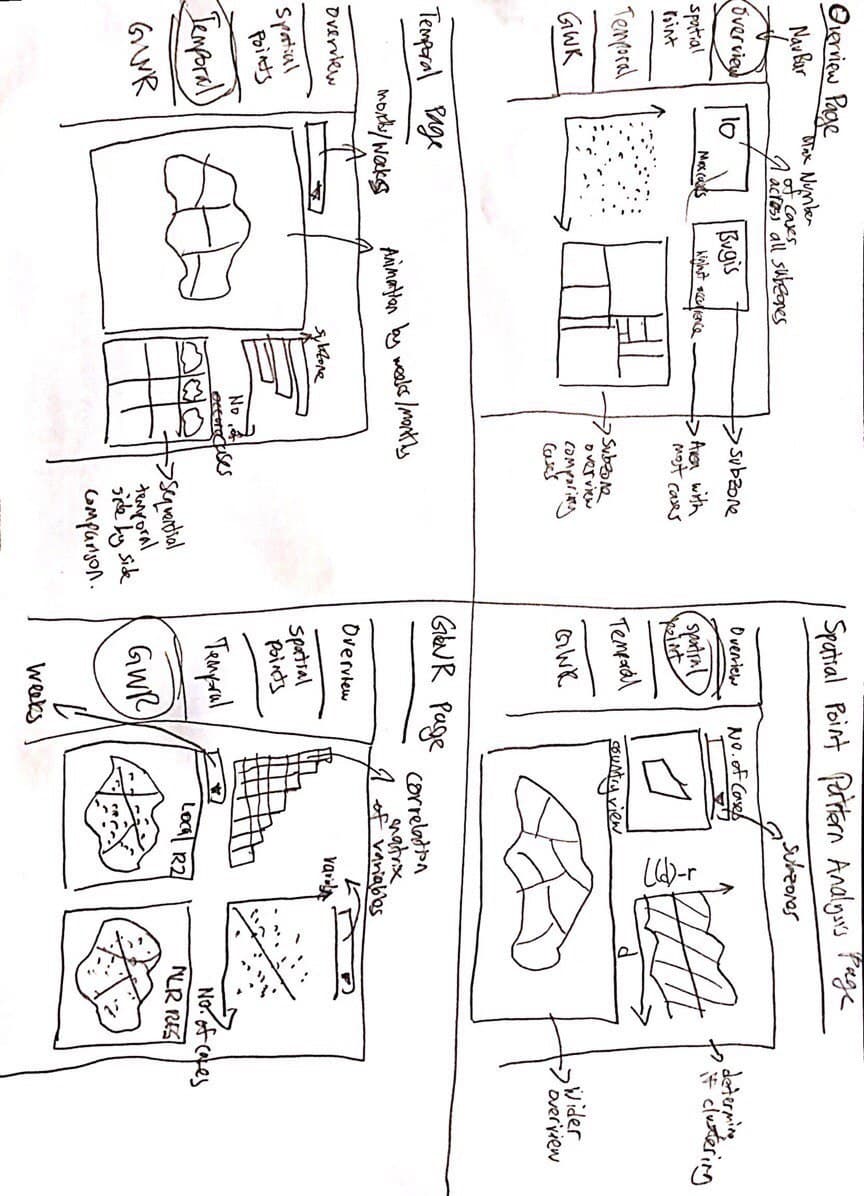 Overview Page
NavBar
Max Number
of cases
across all subzones
Overview
spatial
Point
Temporal
GWR
10
Max cases
Bugis
highest occurrence
subzone
Area with
most cases
Subzone
overview
comparing
cases
Spatial Point Pattern Analysis Page
subzones
Overview
spatial
point
Temporal
GWR
No. of cases
country view
d
determing
if clustering
Wider
overview
Temporal Page
months/weeks
Animation by weeks/monthly
Overview
Spatial
Points
Temporal
GWR
subzone
No. of
cases
Sequential
temporal
side by side
comparison.
GWR Page
correlation
matrix
of variables
Overview
Spatial
Points
Temporal
GWR
No. of cases
Local R2
MLR RES
Weeks